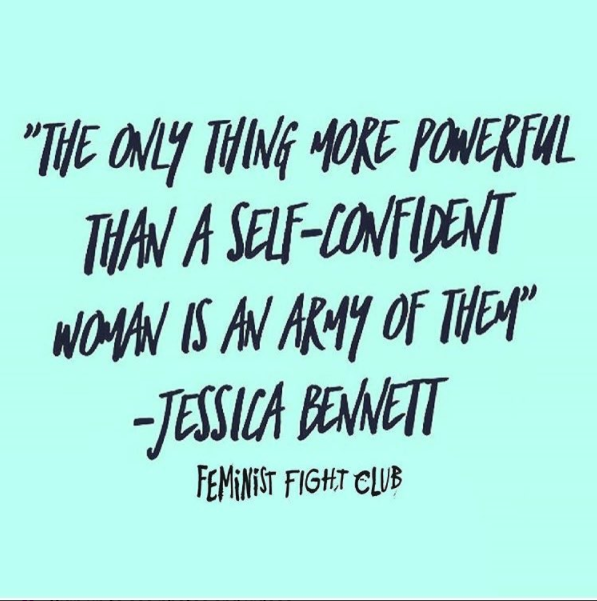 "THE ONLY THING MORE POWERFUL
THAN A SELF-CONFIDENT
WOMAN IS AN ARMY OF THEM"
-JESSICA BENNETT
FEMINIST FIGHT CLUB